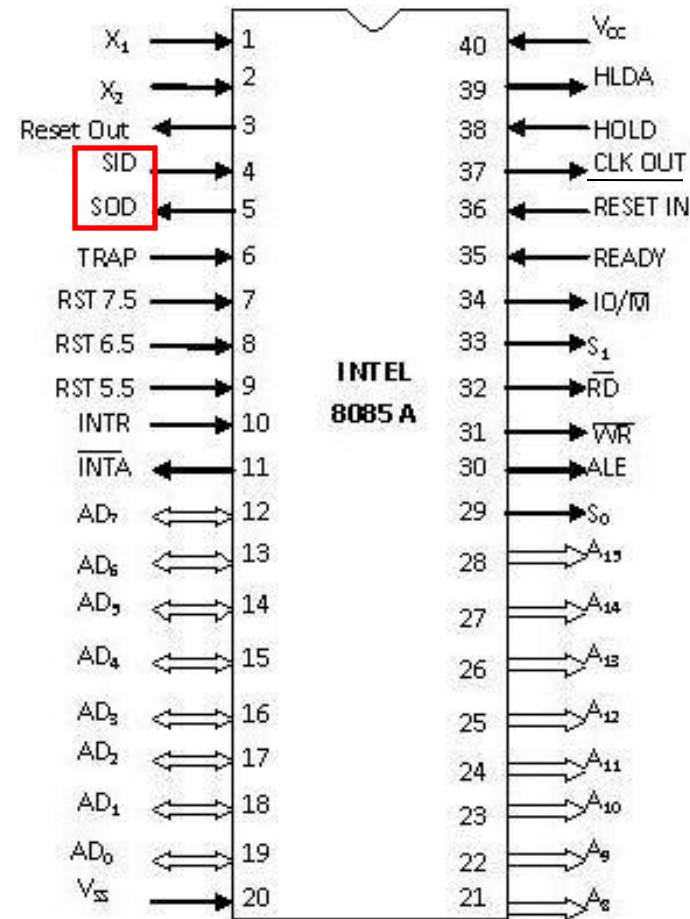 X₁ 1 40 Vcc
X₂ 2 39 HLDA
Reset Out 3 38 HOLD
SID 4 37 CLK OUT
SOD 5 36 RESET IN
TRAP 6 35 READY
RST 7.5 7 34 IO/M̅
RST 6.5 8 33 S₁
RST 5.5 9 32 R̅D̅
INTR 10 31 W̅R̅
I̅N̅T̅A̅ 11 30 ALE
AD₇ 12 29 S₀
AD₆ 13 28 A₁₅
AD₅ 14 27 A₁₄
AD₄ 15 26 A₁₃
AD₃ 16 25 A₁₂
AD₂ 17 24 A₁₁
AD₁ 18 23 A₁₀
AD₀ 19 22 A₉
Vss 20 21 A₈
INTEL
8085 A